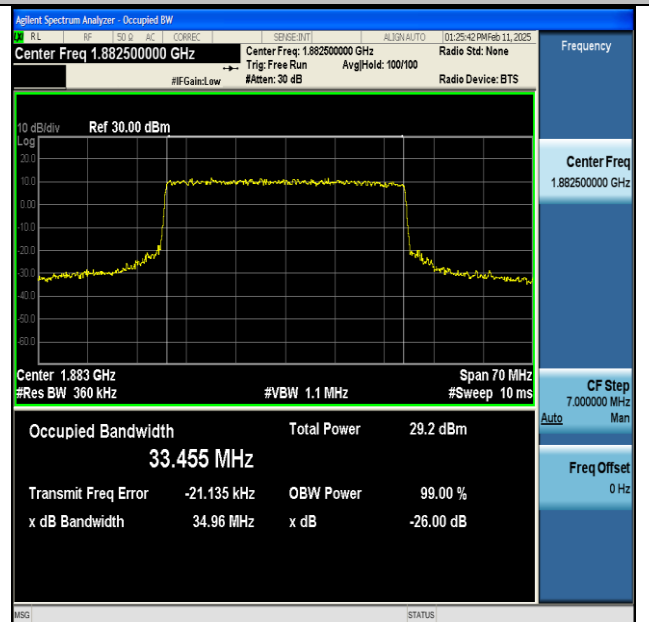 Agilent Spectrum Analyzer - Occupied BW
LXI RL RF 50 Ω AC CORREC SENSE:INT ALIGN AUTO 01:25:42 PM Feb 11, 2025
Center Freq 1.882500000 GHz Center Freq: 1.882500000 GHz Radio Std: None Frequency
Trig: Free Run Avg|Hold: 100/100
#IFGain:Low #Atten: 30 dB Radio Device: BTS
10 dB/div Ref 30.00 dBm
Log
20.0
10.0
0.00
-10.0
-20.0
-30.0
-40.0
-50.0
-60.0
Center Freq
1.882500000 GHz
Center 1.883 GHz Span 70 MHz
#Res BW 360 kHz #VBW 1.1 MHz #Sweep 10 ms
CF Step
7.000000 MHz
Auto Man
Occupied Bandwidth Total Power 29.2 dBm
33.455 MHz
Freq Offset
0 Hz
Transmit Freq Error -21.135 kHz OBW Power 99.00 %
x dB Bandwidth 34.96 MHz x dB -26.00 dB
MSG STATUS